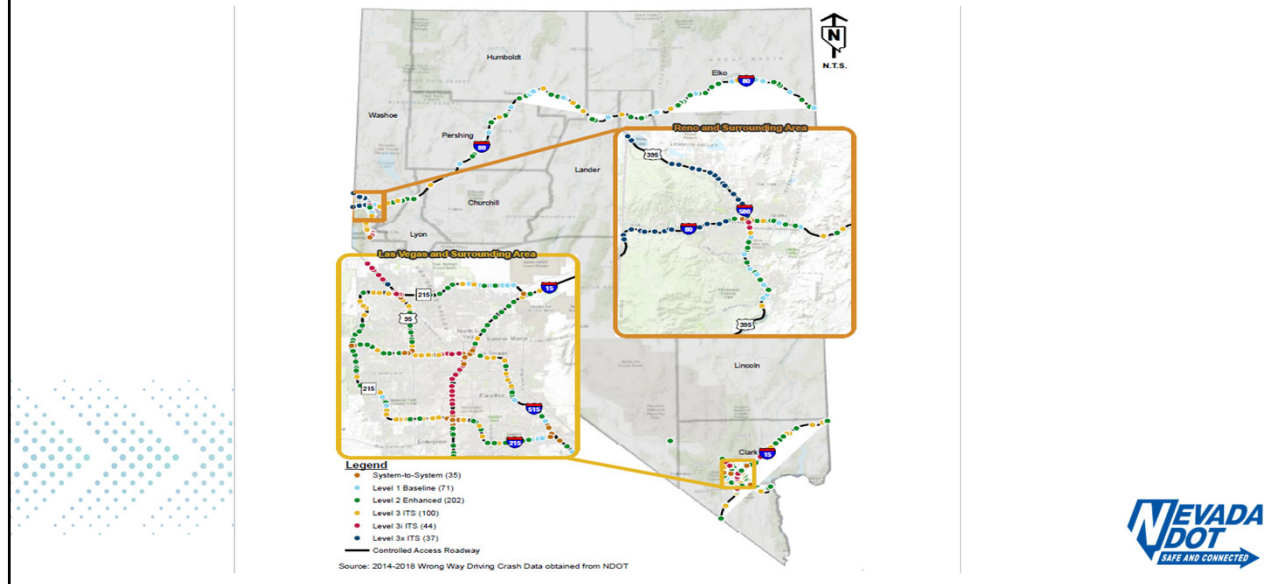 N
N.T.S.
Humboldt
Elko
80
Washoe
Pershing
80
Reno and Surrounding Area
395
Lander
Churchill
580
80
Lyon
Las Vegas and Surrounding Area
215
15
95
395
Lincoln
215
515
215
Clark
15
Legend
System-to-System (35)
Level 1 Baseline (71)
Level 2 Enhanced (202)
Level 3 ITS (100)
Level 3i ITS (44)
Level 3x ITS (37)
Controlled Access Roadway
Source: 2014-2018 Wrong Way Driving Crash Data obtained from NDOT
NEVADA
DOT
SAFE AND CONNECTED